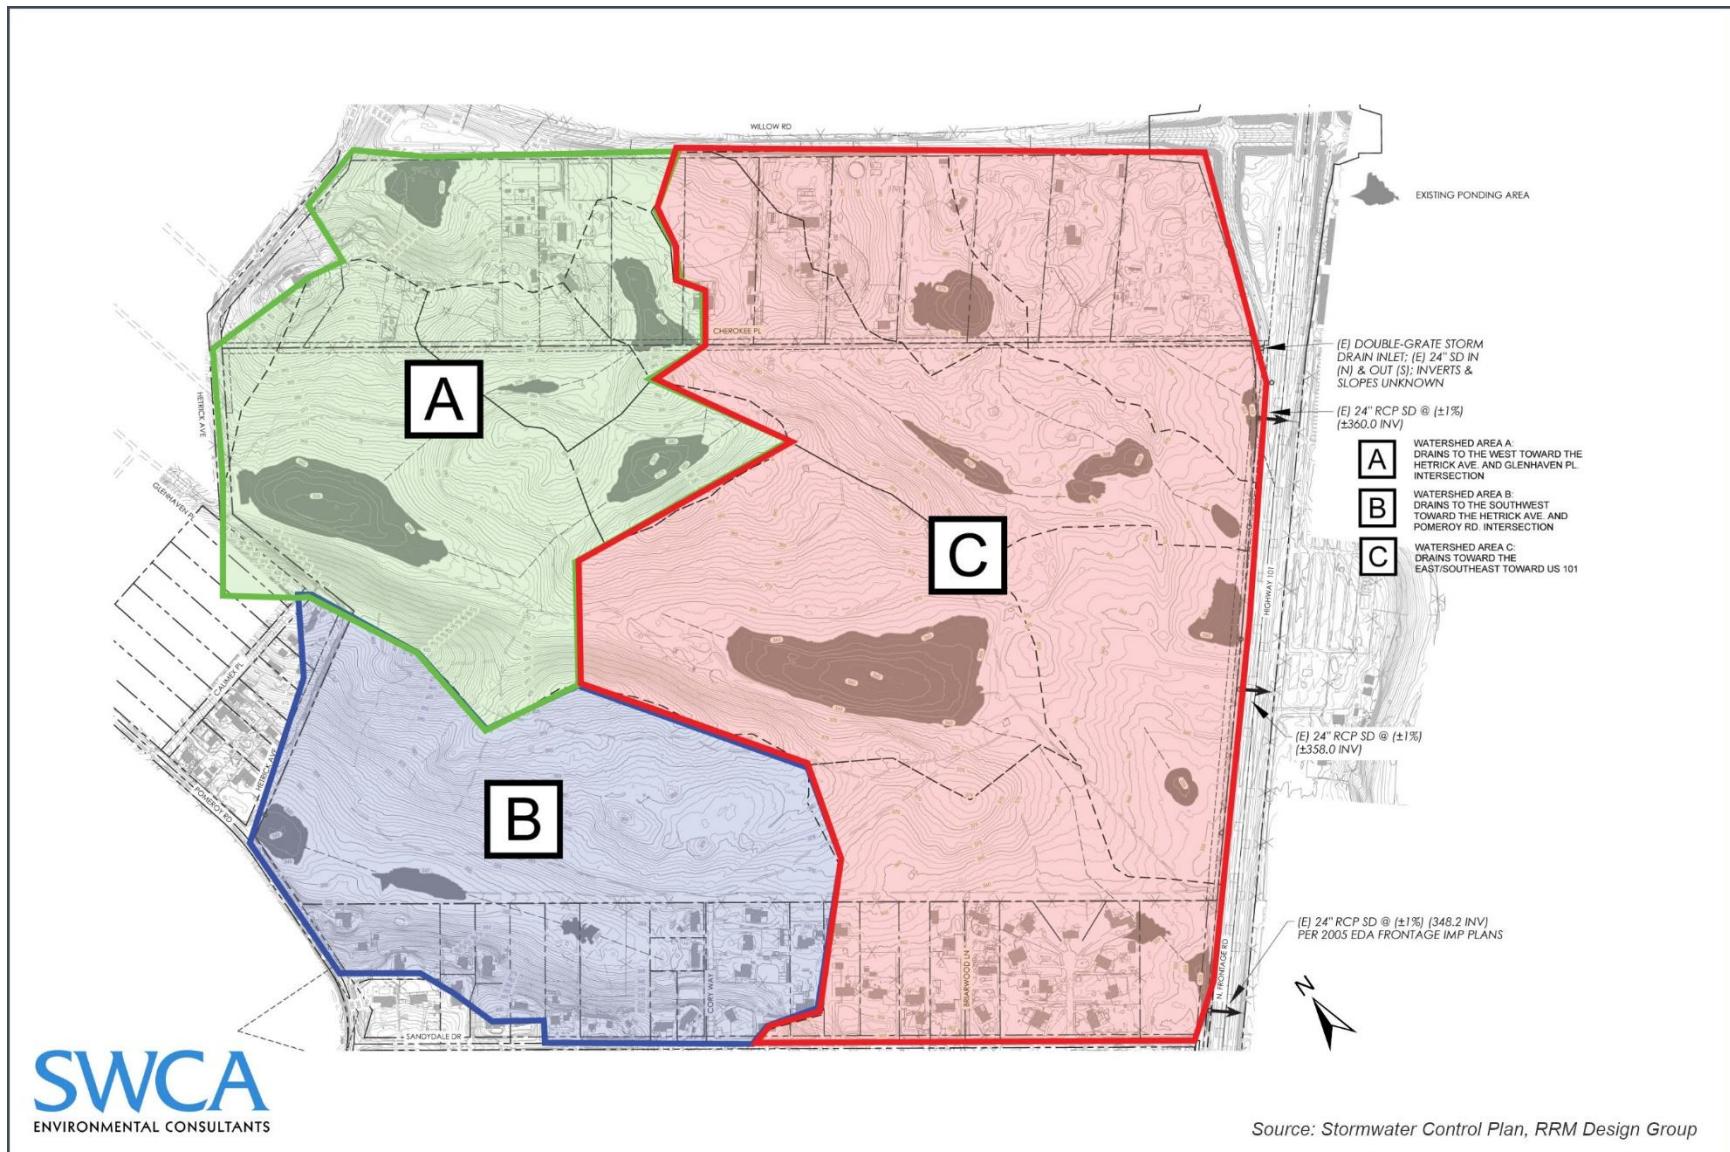 WILLOW RD
EXISTING PONDING AREA
CHEROKEE PL
(E) DOUBLE-GRATE STORM
DRAIN INLET; (E) 24" SD IN
(N) & OUT (S); INVERTS &
SLOPES UNKNOWN
HETRICK AVE
A
(E) 24" RCP SD @ (±1%)
(±360.0 INV)
A
WATERSHED AREA A:
DRAINS TO THE WEST TOWARD THE
HETRICK AVE. AND GLENHAVEN PL.
INTERSECTION
GLENHAVEN PL
B
WATERSHED AREA B:
DRAINS TO THE SOUTHWEST
TOWARD THE HETRICK AVE. AND
POMEROY RD. INTERSECTION
C
C
WATERSHED AREA C:
DRAINS TOWARD THE
EAST/SOUTHEAST TOWARD US 101
HIGHWAY 101
CALIMEX PL
HETRICK AVE
(E) 24" RCP SD @ (±1%)
(±358.0 INV)
POMEROY RD
B
(E) 24" RCP SD @ (±1%) (348.2 INV)
PER 2005 EDA FRONTAGE IMP PLANS
N. FRONTAGE RD
CORY WAY
BRIARWOOD LN
N
SANDYDALE DR
SWCA
ENVIRONMENTAL CONSULTANTS
Source: Stormwater Control Plan, RRM Design Group